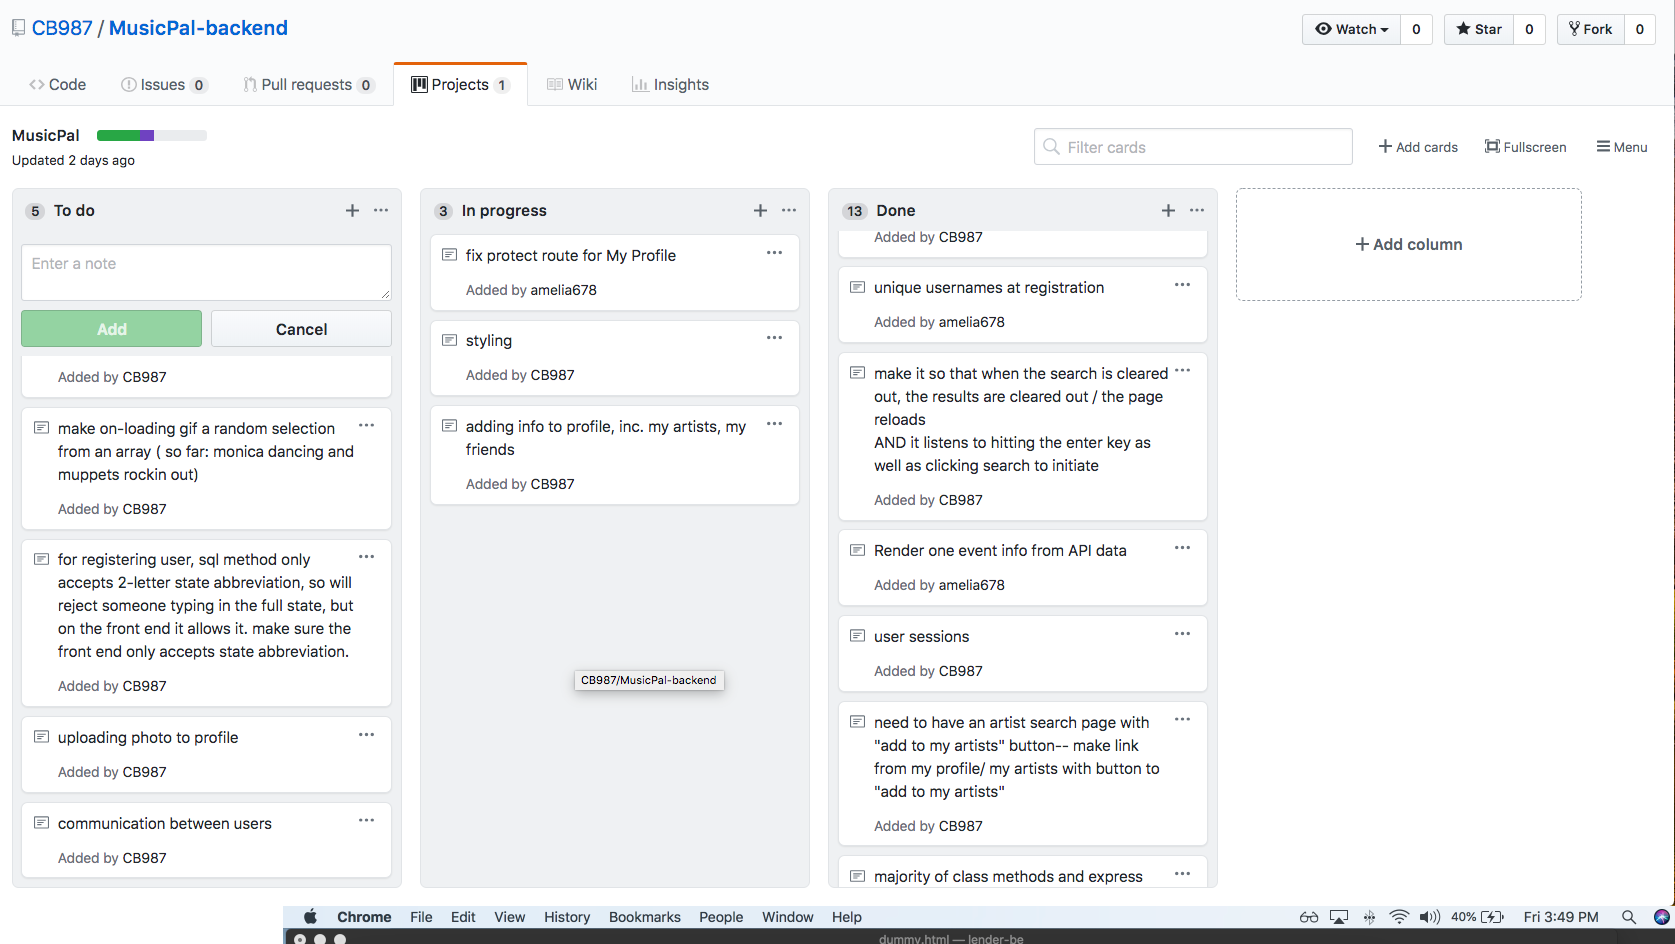 CB987 / MusicPal-backend
Watch 0 Star 0 Fork 0
Code Issues 0 Pull requests 0 Projects 1 Wiki Insights
MusicPal
Updated 2 days ago
Filter cards
Add cards Fullscreen Menu
5 To do
Enter a note
Add Cancel
Added by CB987
make on-loading gif a random selection
from an array ( so far: monica dancing and
muppets rockin out)
Added by CB987
for registering user, sql method only
accepts 2-letter state abbreviation, so will
reject someone typing in the full state, but
on the front end it allows it. make sure the
front end only accepts state abbreviation.
Added by CB987
uploading photo to profile
Added by CB987
communication between users
Added by CB987
3 In progress
fix protect route for My Profile
Added by amelia678
styling
Added by CB987
adding info to profile, inc. my artists, my
friends
Added by CB987
CB987/MusicPal-backend
13 Done
Added by CB987
unique usernames at registration
Added by amelia678
make it so that when the search is cleared
out, the results are cleared out / the page
reloads
AND it listens to hitting the enter key as
well as clicking search to initiate
Added by CB987
Render one event info from API data
Added by amelia678
user sessions
Added by CB987
need to have an artist search page with
"add to my artists" button-- make link
from my profile/ my artists with button to
"add to my artists"
Added by CB987
majority of class methods and express
Add column
Chrome File Edit View History Bookmarks People Window Help 40% Fri 3:49 PM
dummy.html — lender-be